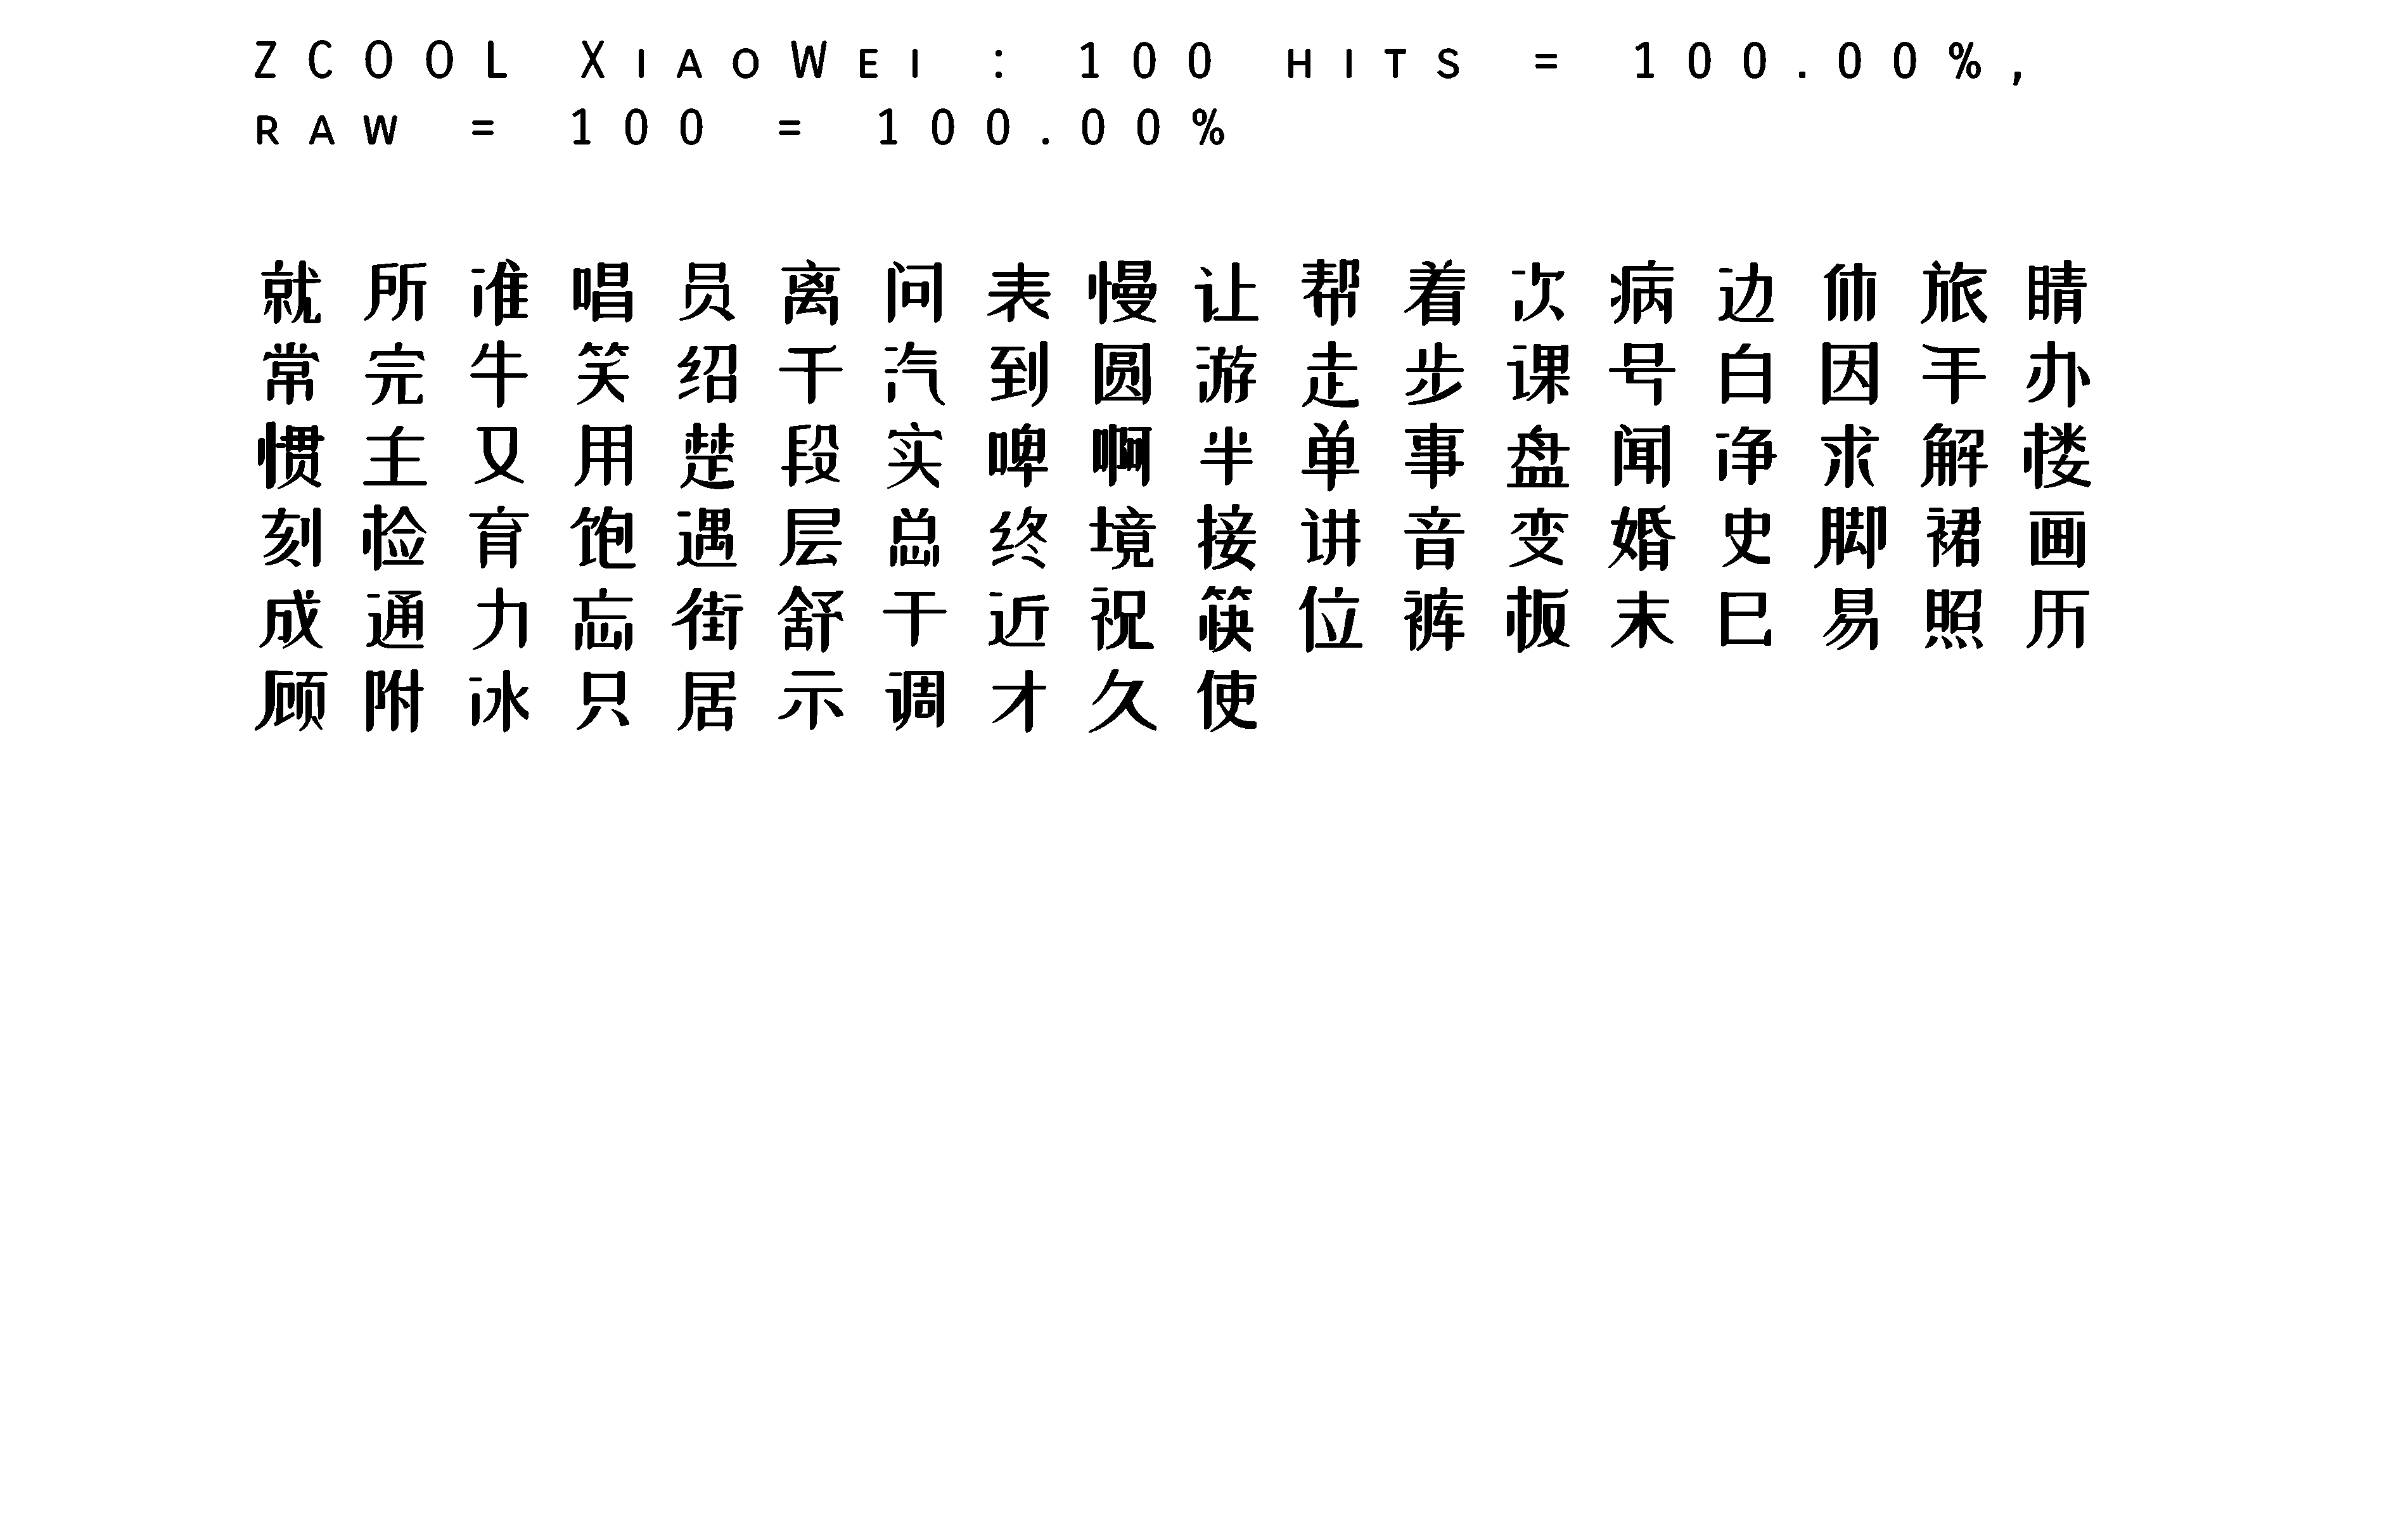 ZCOOL XiaoWei : 100 hits = 100.00%,
raw = 100 = 100.00%
就所准唱员离问表慢让帮着次病边体旅睛
常完牛笑绍干汽到圆游走步课号白因平办
惯主又用楚段实啤啊半单事盘闻净求解楼
刻检育饱遇层总终境接讲音变婚史脚裙画
成通力忘街舒干近祝筷位裤板末巳易照历
顾附冰只居示调才久使